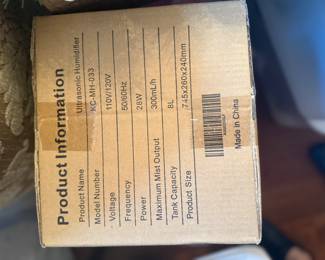 Product Information
Product Name Ultrasonic Humidifier
Model Number KC-MH-033
Voltage 110V/120V
Frequency 50/60Hz
Power 28W
Maximum Mist Output 300mL/h
Tank Capacity 8L
Product Size 745x260x240mm
Made in China